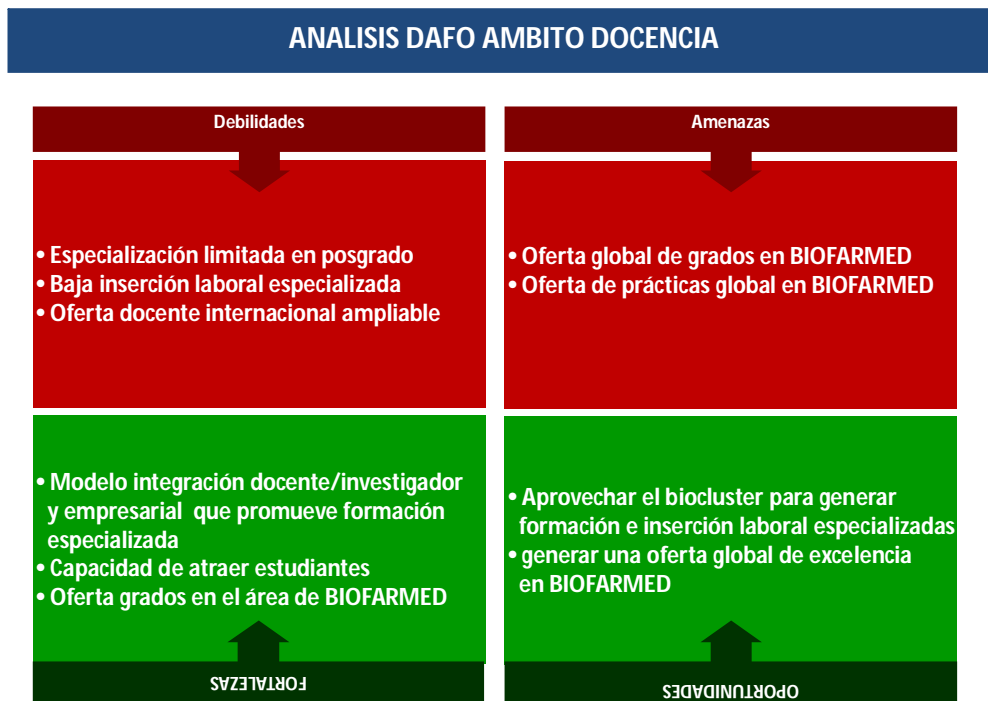 ANALISIS DAFO AMBITO DOCENCIA
Debilidades
• Especialización limitada en posgrado
• Baja inserción laboral especializada
• Oferta docente internacional ampliable
Amenazas
• Oferta global de grados en BIOFARMED
• Oferta de prácticas global en BIOFARMED
• Modelo integración docente/investigador
y empresarial que promueve formación
especializada
• Capacidad de atraer estudiantes
• Oferta grados en el área de BIOFARMED
FORTALEZAS
• Aprovechar el biocluster para generar
formación e inserción laboral especializadas
• generar una oferta global de excelencia
en BIOFARMED
OPORTUNIDADES